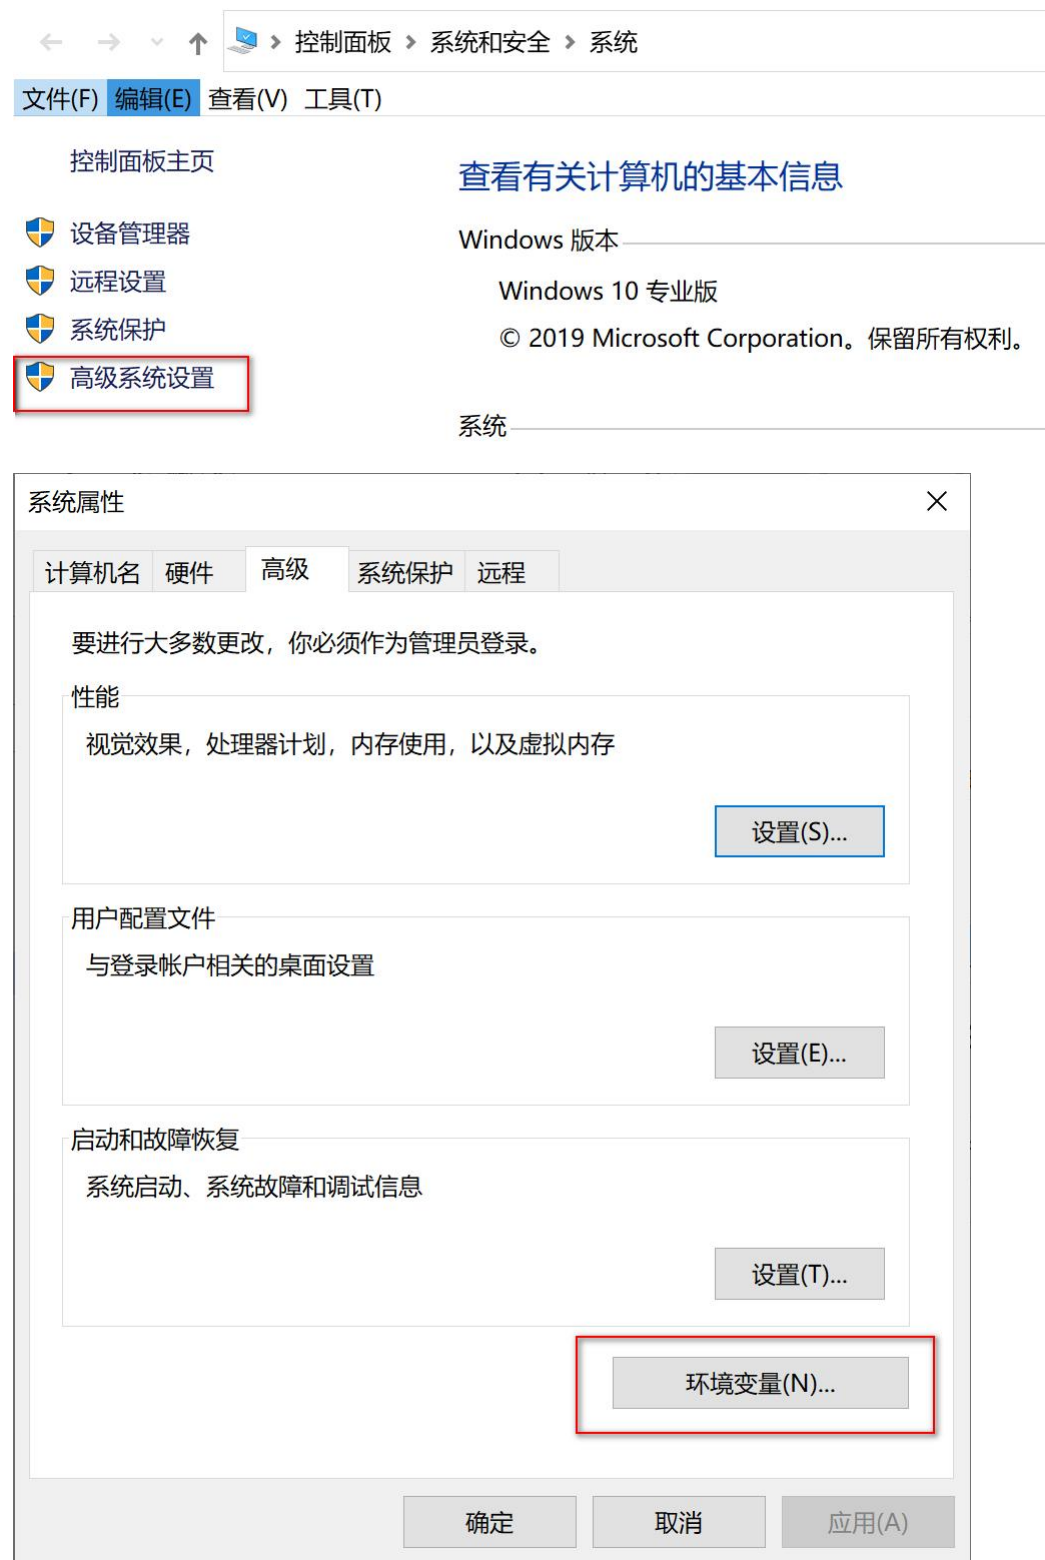 控制面板 › 系统和安全 › 系统
文件(F) 编辑(E) 查看(V) 工具(T)
控制面板主页
查看有关计算机的基本信息
设备管理器
Windows 版本
远程设置
Windows 10 专业版
系统保护
© 2019 Microsoft Corporation。保留所有权利。
高级系统设置
系统
系统属性
计算机名 硬件 高级 系统保护 远程
要进行大多数更改，你必须作为管理员登录。
性能
视觉效果，处理器计划，内存使用，以及虚拟内存
设置(S)...
用户配置文件
与登录帐户相关的桌面设置
设置(E)...
启动和故障恢复
系统启动、系统故障和调试信息
设置(T)...
环境变量(N)...
确定 取消 应用(A)